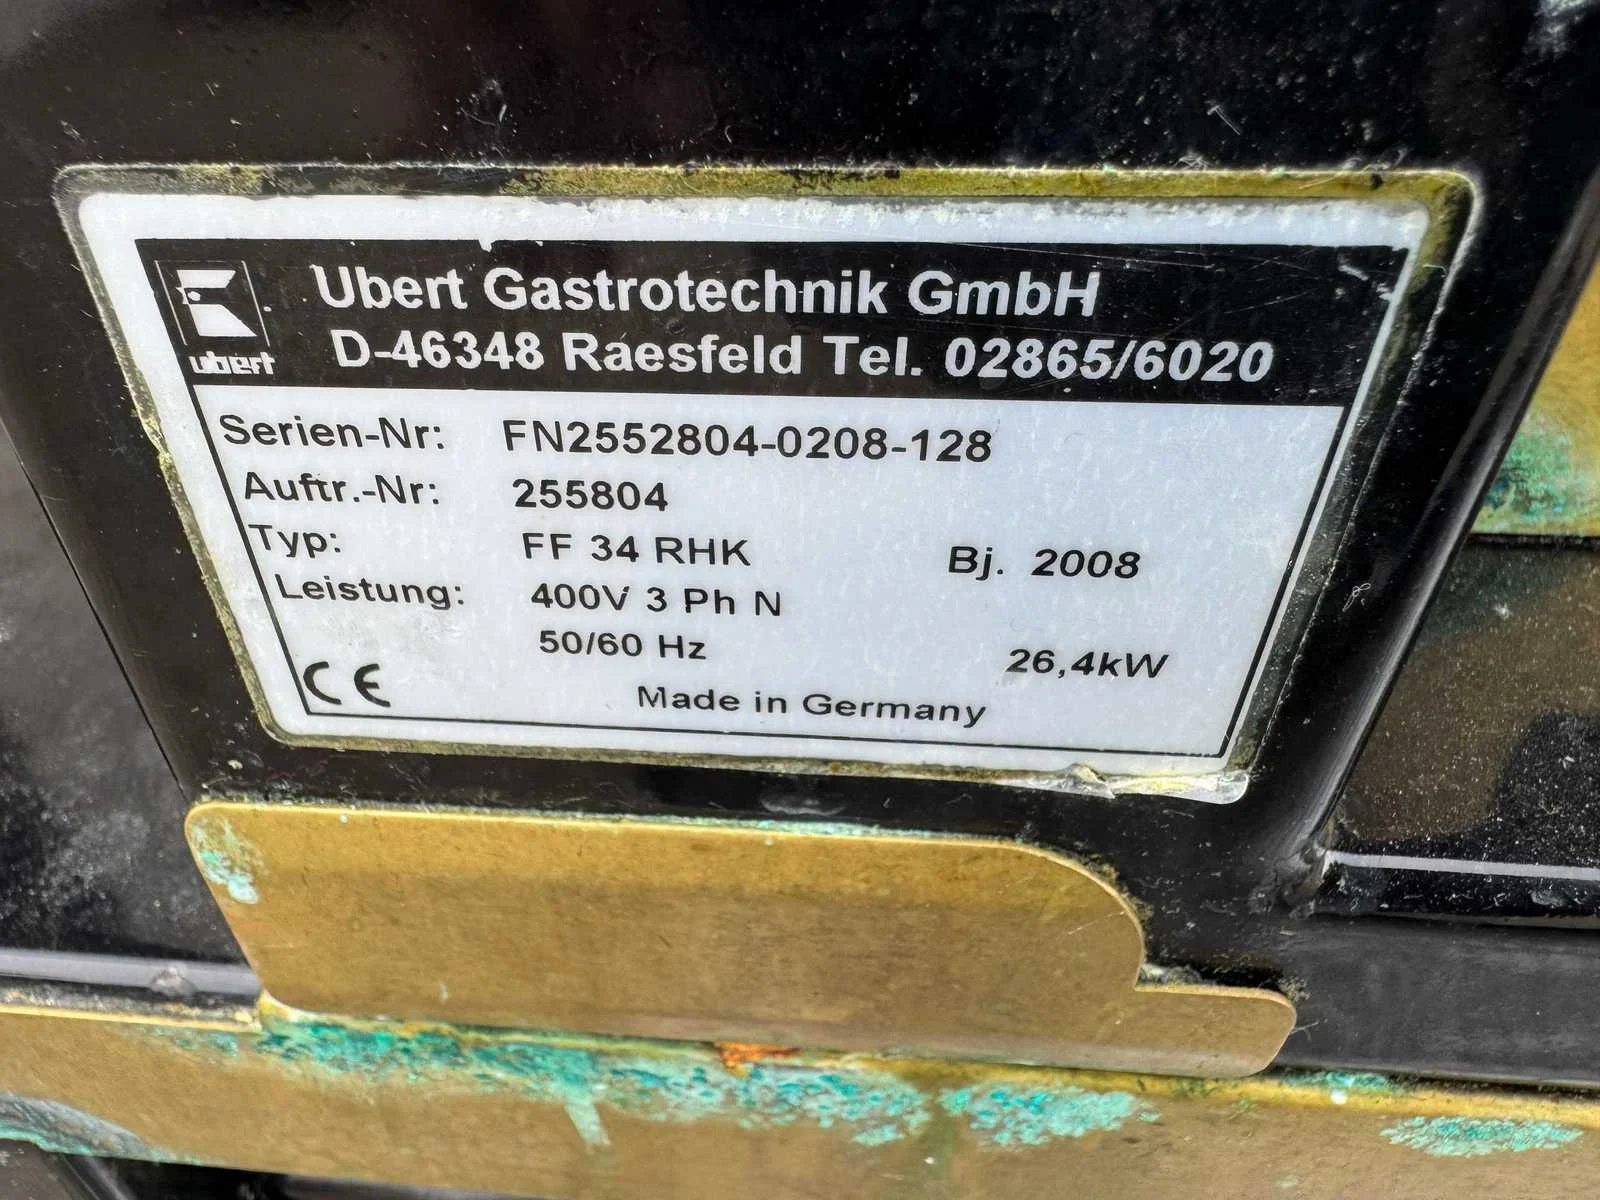 Ubert Gastrotechnik GmbH
ubert
D-46348 Raesfeld Tel. 02865/6020
Serien-Nr: FN2552804-0208-128
Auftr.-Nr: 255804
Typ: FF 34 RHK Bj. 2008
Leistung: 400V 3 Ph N
50/60 Hz 26,4kW
CE Made in Germany